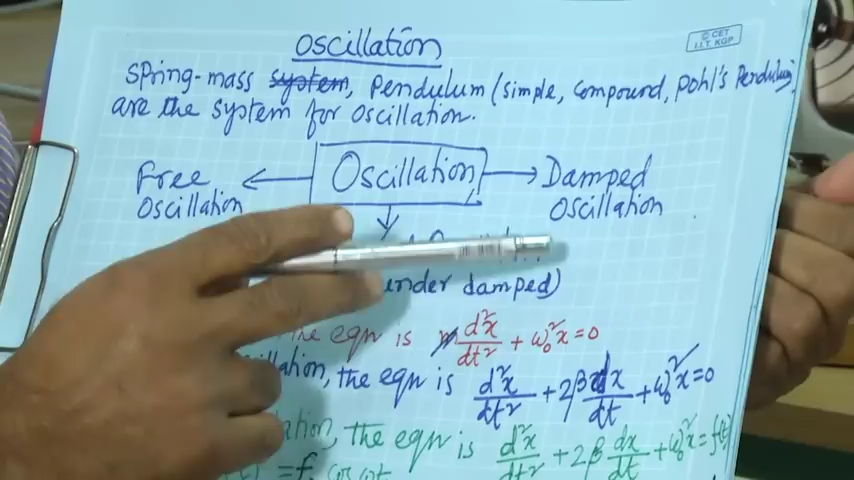 Oscillation
© CET
I.I.T. KGP
Spring-mass system, Pendulum (simple, Compound, Pohl's Pendulum)
are the system for oscillation.
Free ← Oscillation → Damped
Oscillation
Oscillation
under damped)
the eqn is d²x/dt² + ω₀²x = 0
the eqn is d²x/dt² + 2β dx/dt + ω₀²x = 0
the eqn is d²x/dt² + 2β dx/dt + ω₀²x = f(t)
= f cos ωt